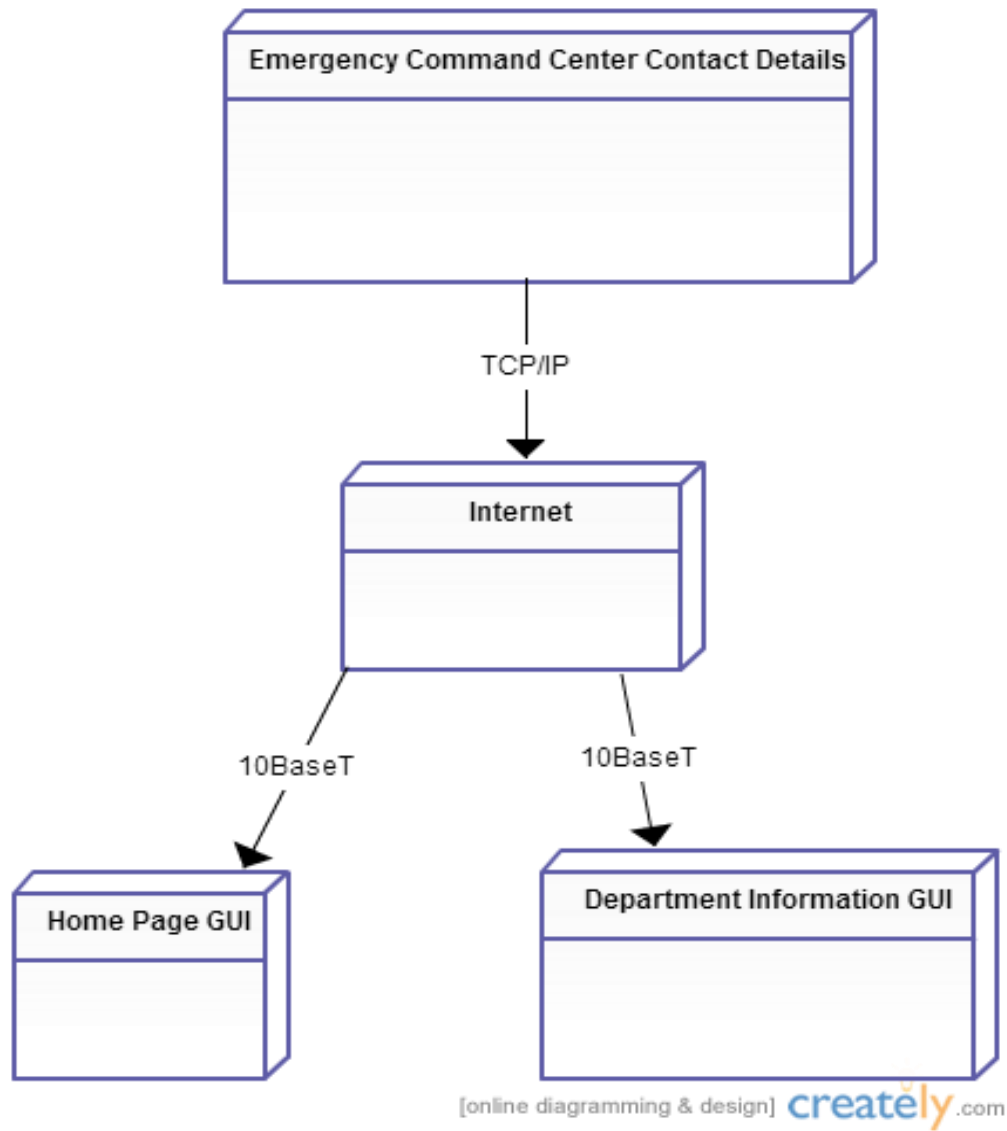 Emergency Command Center Contact Details
TCP/IP
Internet
10BaseT
10BaseT
Home Page GUI
Department Information GUI
[online diagramming & design] creately.com